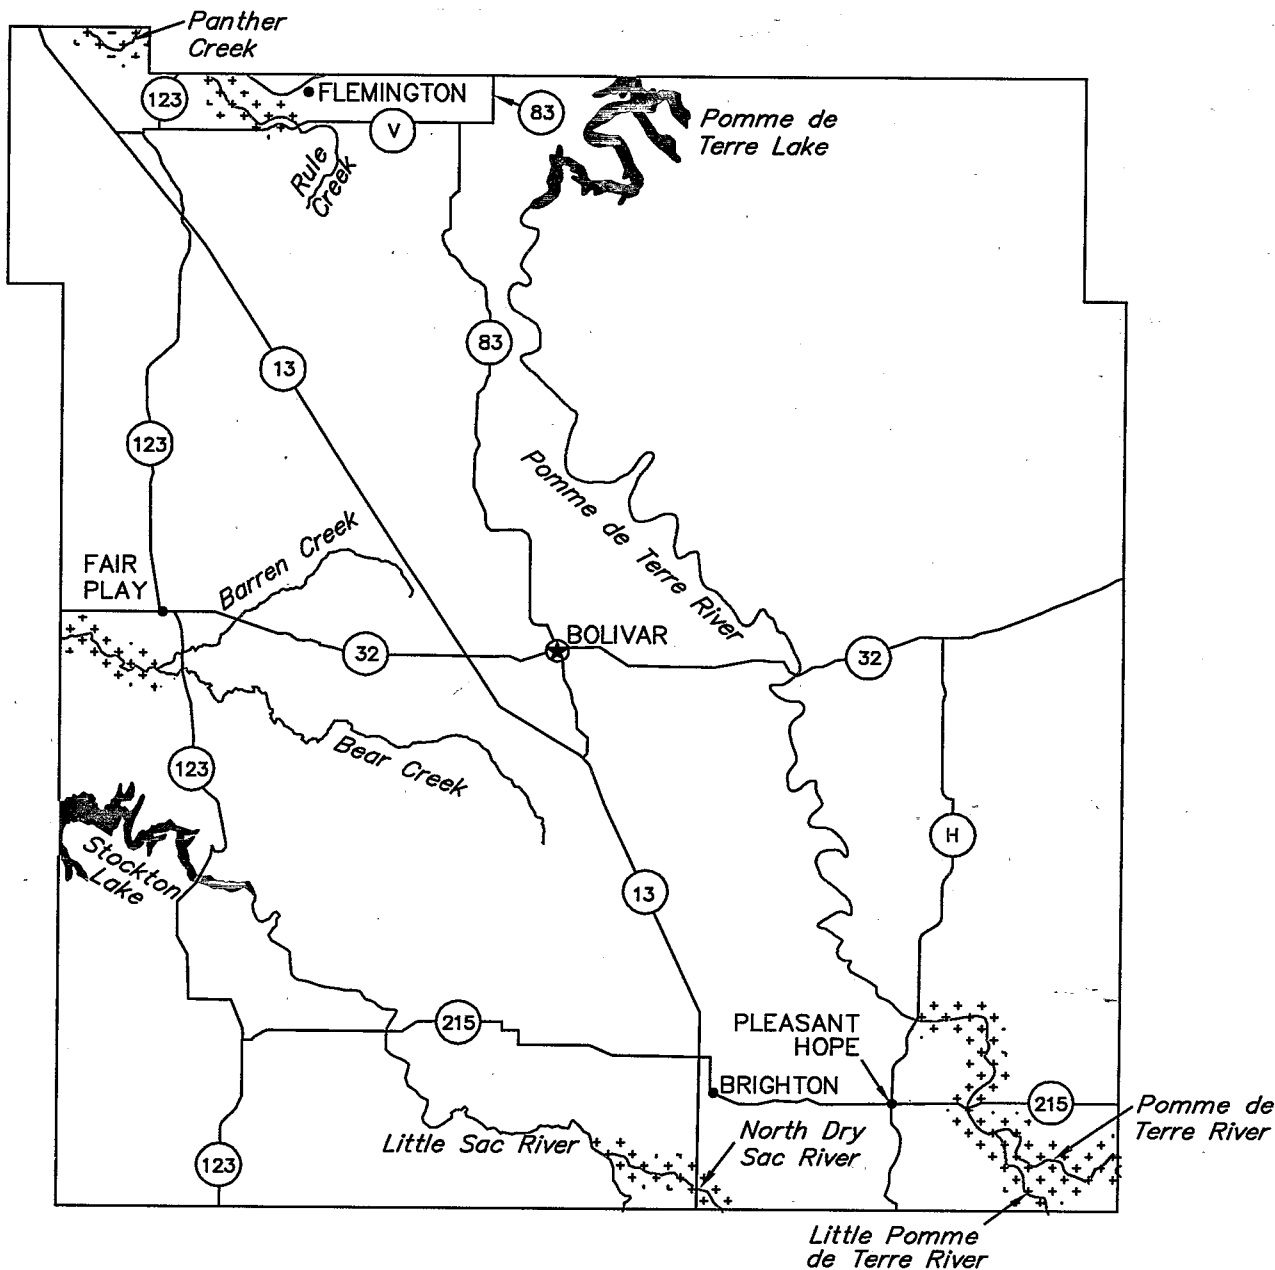 Panther
Creek
123
FLEMINGTON
83
V
Pomme de
Terre Lake
Rule
Creek
83
13
123
Pomme de Terre River
Barren Creek
FAIR
PLAY
BOLIVAR
32
32
Bear Creek
123
Stockton
Lake
H
13
215
PLEASANT
HOPE
BRIGHTON
215
Pomme de
Terre River
Little Sac River
North Dry
Sac River
123
Little Pomme
de Terre River